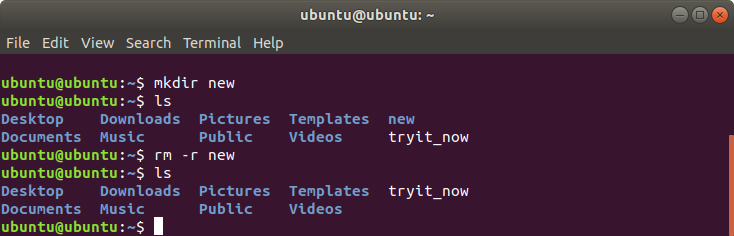 ubuntu@ubuntu: ~
File Edit View Search Terminal Help
ubuntu@ubuntu:~$ mkdir new
ubuntu@ubuntu:~$ ls
Desktop Downloads Pictures Templates new
Documents Music Public Videos tryit_now
ubuntu@ubuntu:~$ rm -r new
ubuntu@ubuntu:~$ ls
Desktop Downloads Pictures Templates tryit_now
Documents Music Public Videos
ubuntu@ubuntu:~$